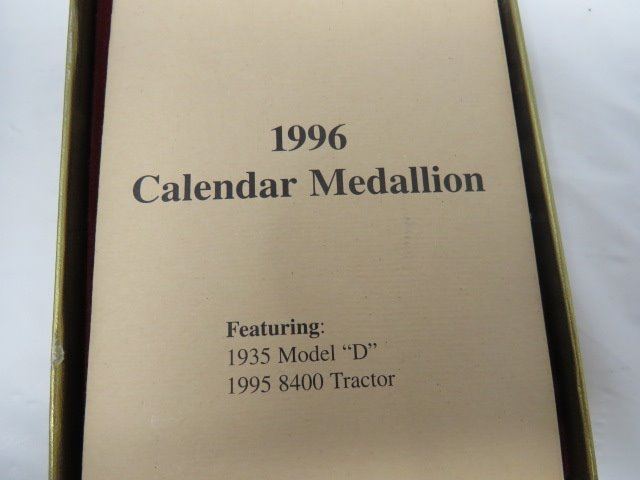 1996
Calendar Medallion
Featuring:
1935 Model “D”
1995 8400 Tractor